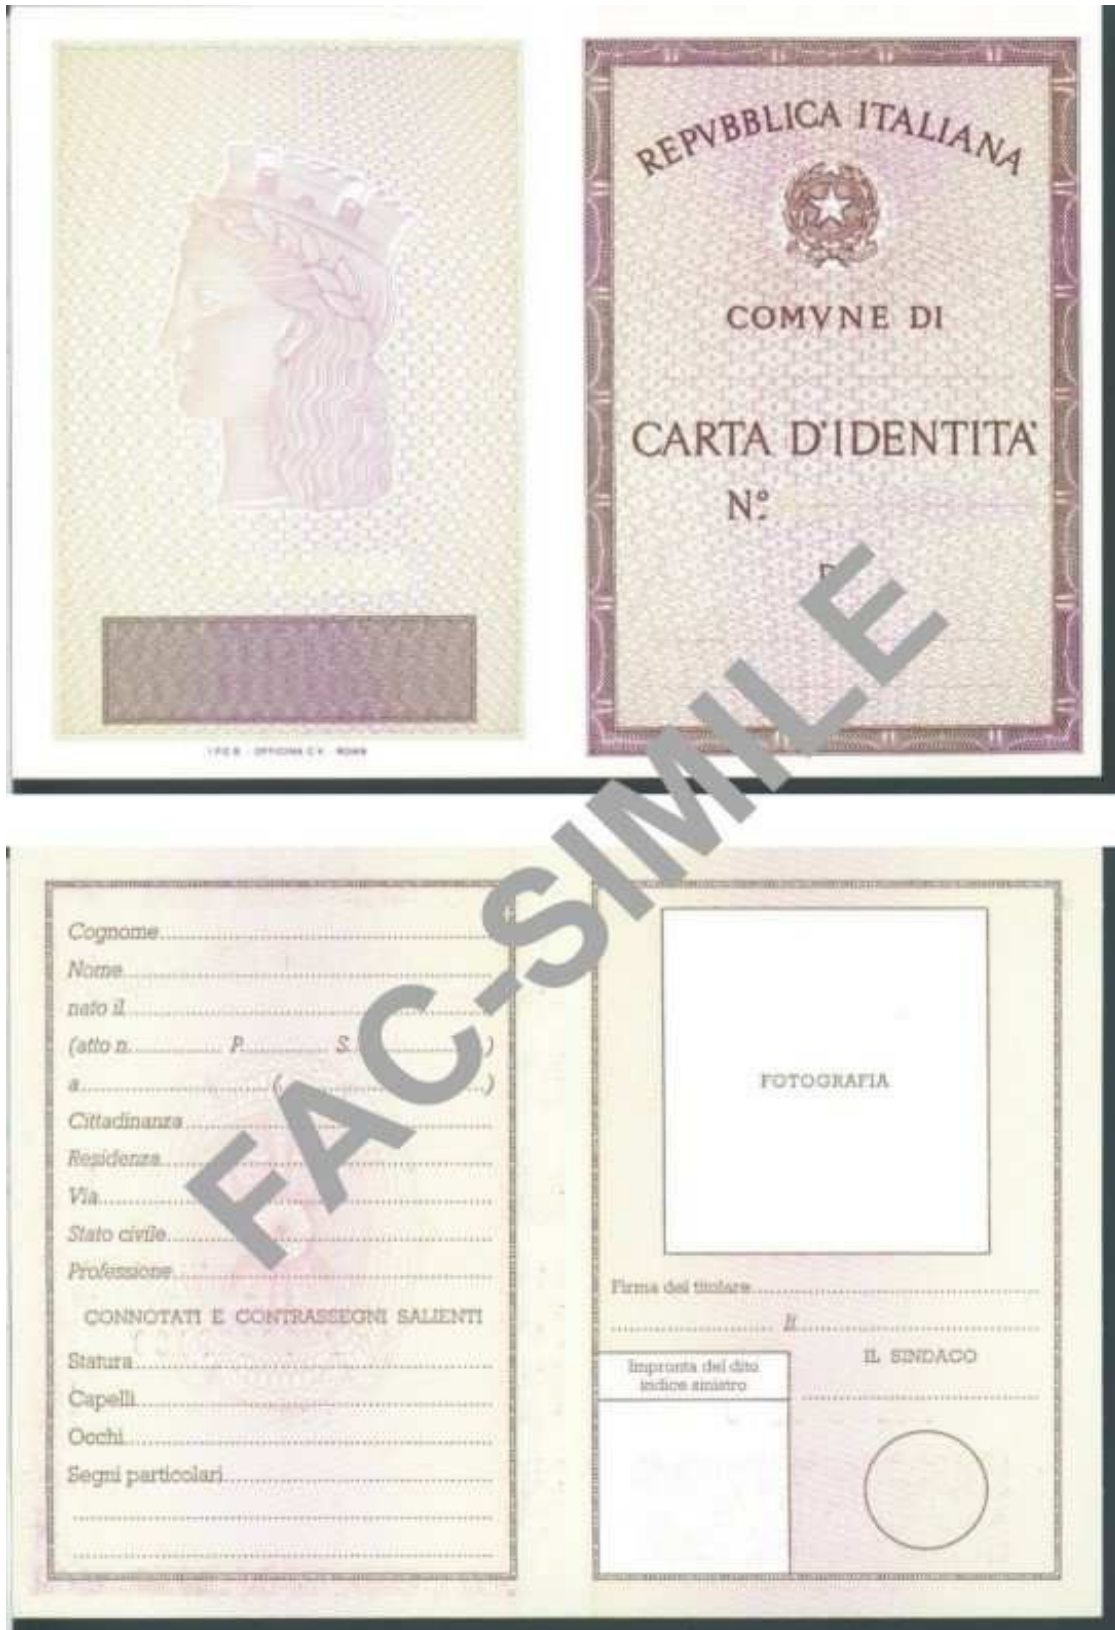 REPVBBLICA ITALIANA
COMVNE DI
CARTA D'IDENTITA'
Nº
D
I.P.Z.S. - OFFICINA C.V. - ROMA
FAC-SIMILE
Cognome
Nome
nato il
(atto n. P. S. )
a ( )
Cittadinanza
Residenza
Via
Stato civile
Professione
CONNOTATI E CONTRASSEGNI SALIENTI
Statura
Capelli
Occhi
Segni particolari
FOTOGRAFIA
Firma del titolare
li
IL SINDACO
Impronta del dito
indice sinistro